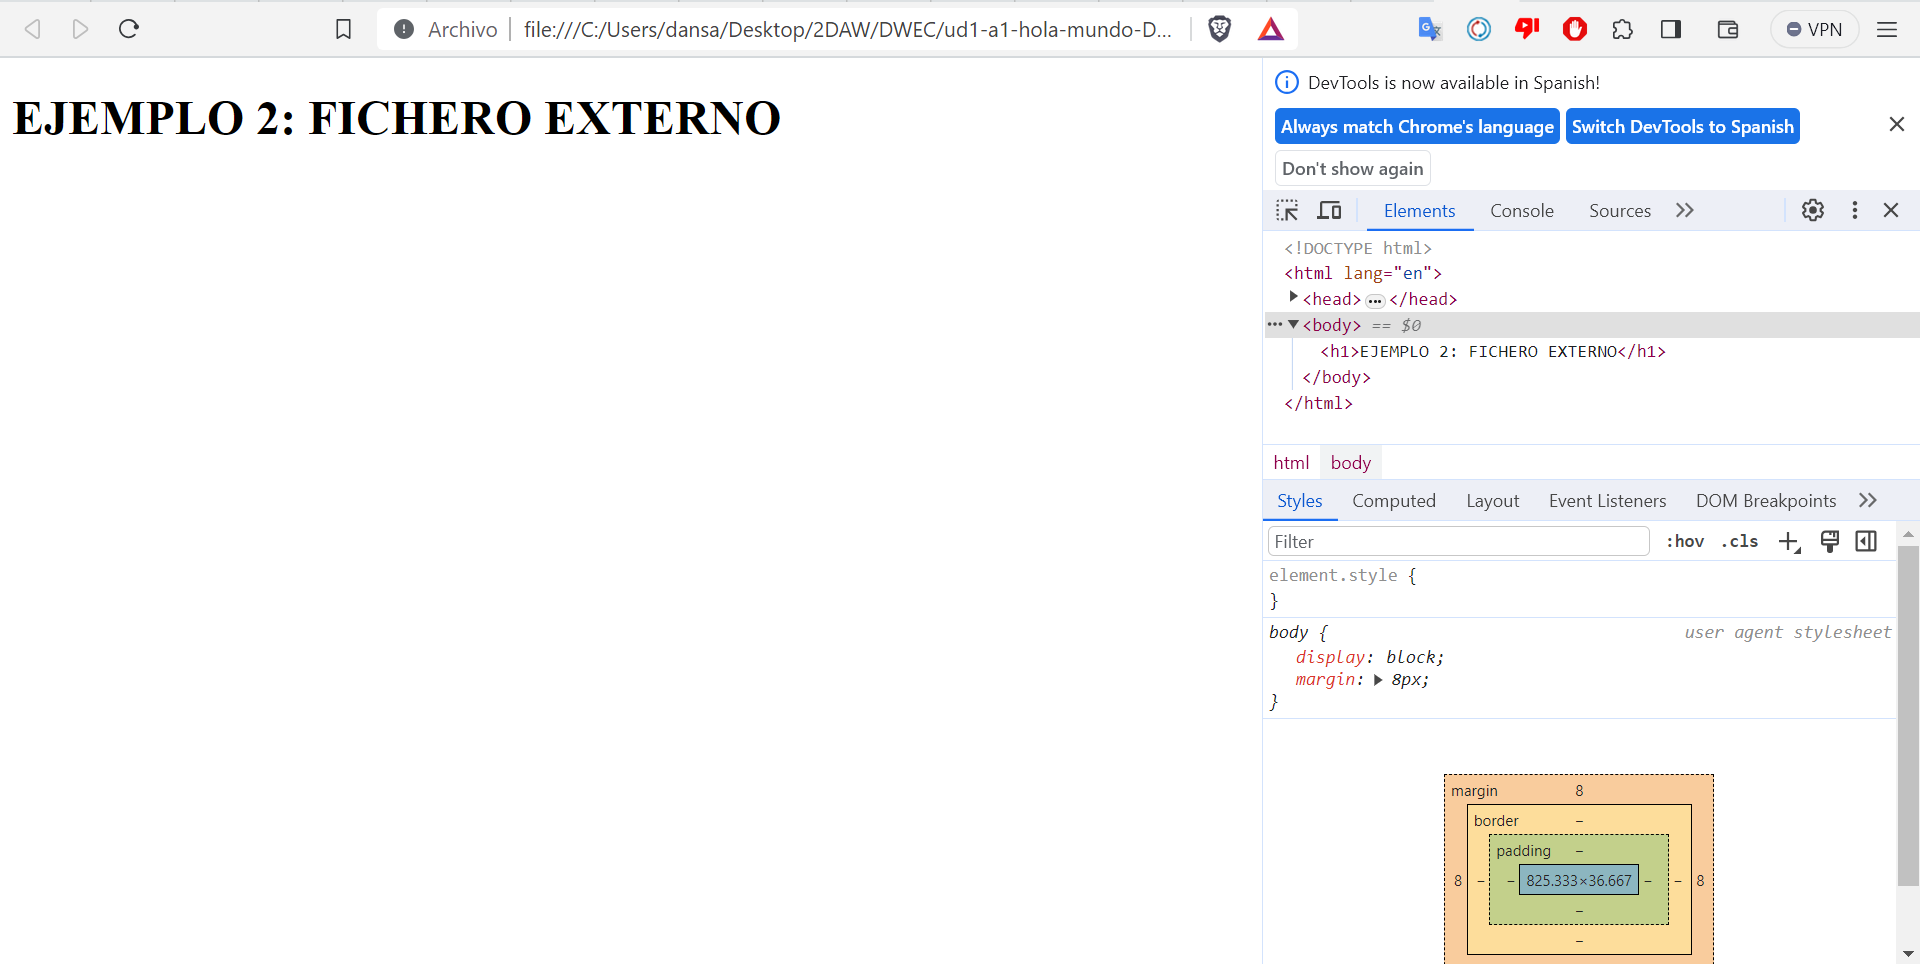 Archivo file:///C:/Users/dansa/Desktop/2DAW/DWEC/ud1-a1-hola-mundo-D... VPN
EJEMPLO 2: FICHERO EXTERNO
DevTools is now available in Spanish!
Always match Chrome's language Switch DevTools to Spanish
Don't show again
Elements Console Sources
<!DOCTYPE html>
<html lang="en">
<head>…</head>
<body> == $0
<h1>EJEMPLO 2: FICHERO EXTERNO</h1>
</body>
</html>
html body
Styles Computed Layout Event Listeners DOM Breakpoints
Filter :hov .cls
element.style {
}
body { user agent stylesheet
display: block;
margin: 8px;
}
margin 8
border –
padding –
8 – – 825.333×36.667 – – 8
–
–